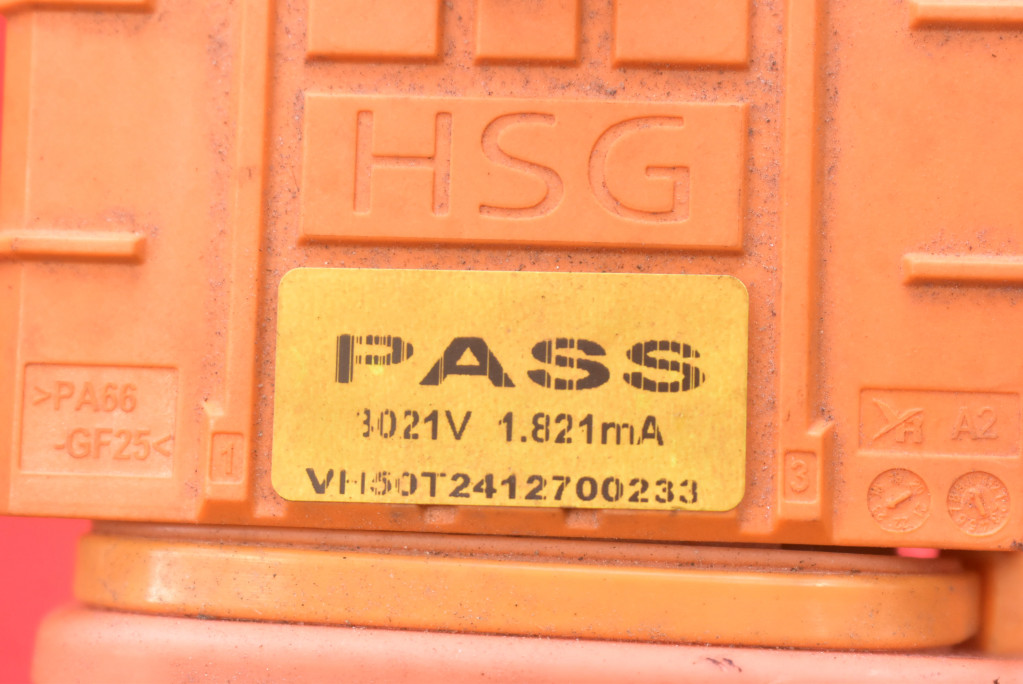 HSG
PASS
3021V 1.821mA
VH50T2412700233
>PA66
-GF25<
1
3
A2